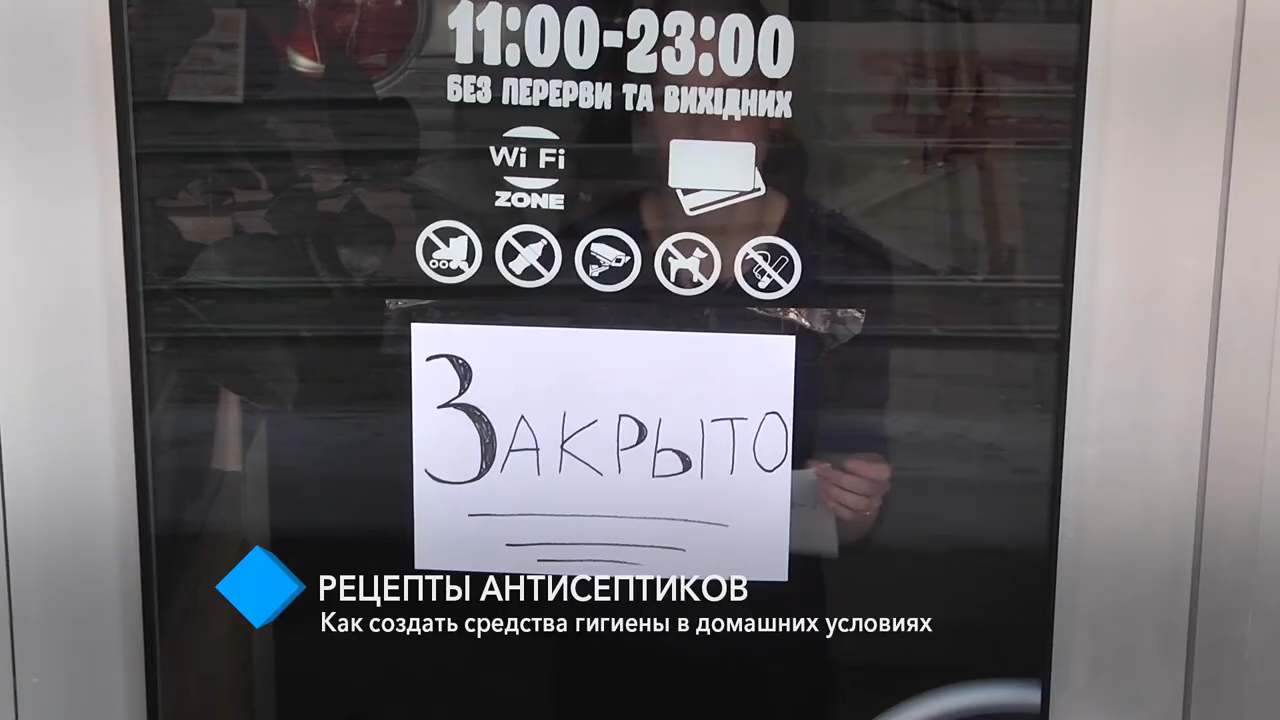 11:00-23:00
БЕЗ ПЕРЕРВИ ТА ВИХІДНИХ
Wi Fi
ZONE
ЗАКРЫТО
РЕЦЕПТЫ АНТИСЕПТИКОВ
Как создать средства гигиены в домашних условиях